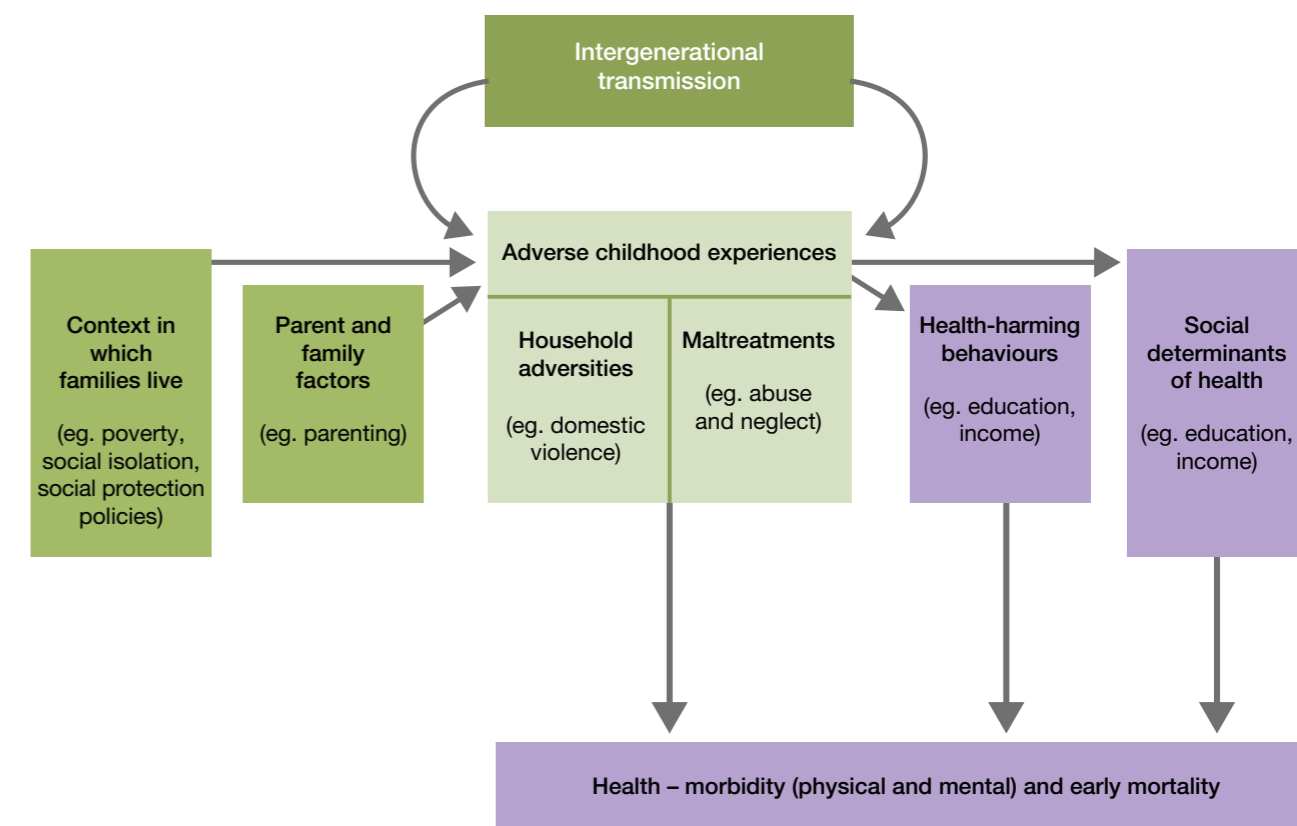 Intergenerational
transmission
Adverse childhood experiences
Context in
which
families live
(eg. poverty,
social isolation,
social protection
policies)
Parent and
family
factors
(eg. parenting)
Household
adversities
(eg. domestic
violence)
Maltreatments
(eg. abuse
and neglect)
Health-harming
behaviours
(eg. education,
income)
Social
determinants
of health
(eg. education,
income)
Health – morbidity (physical and mental) and early mortality